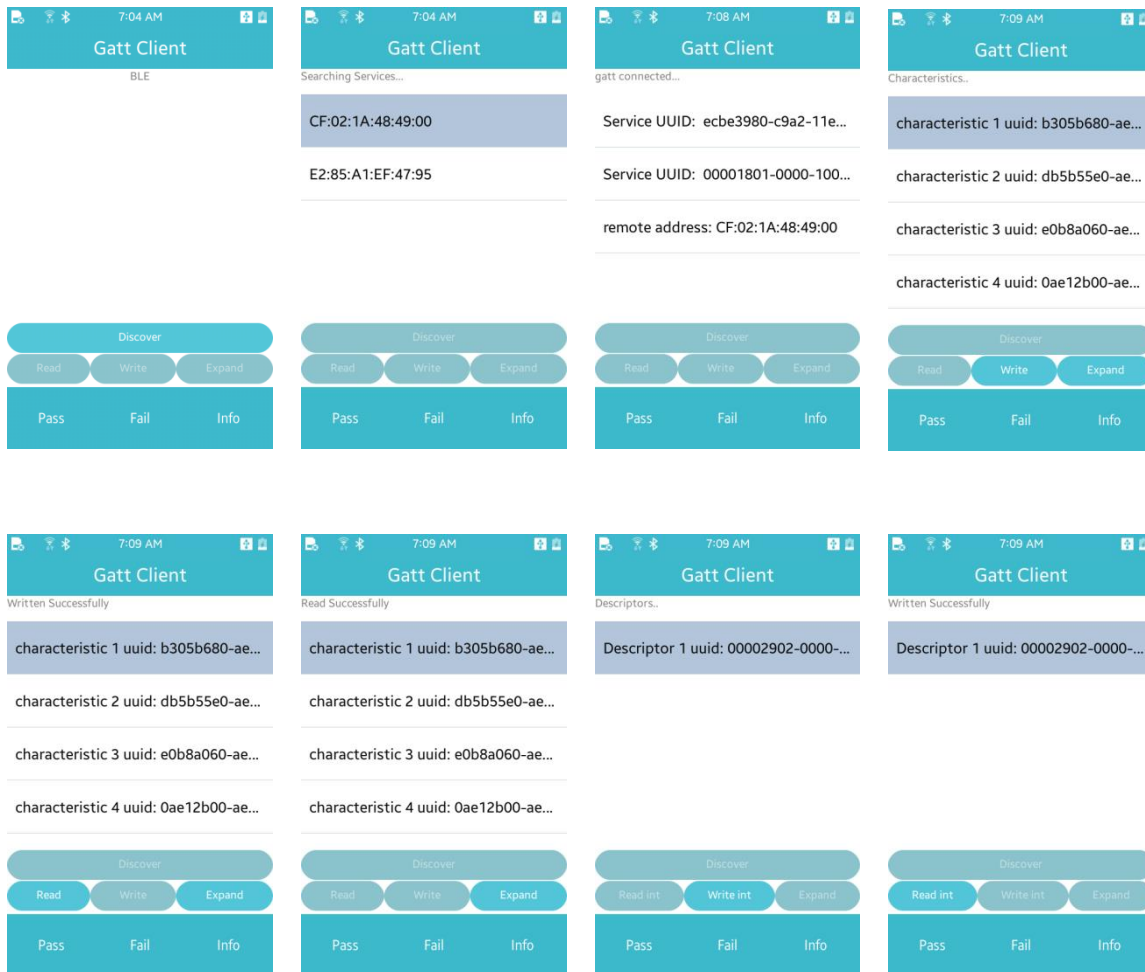 7:04 AM
Gatt Client
BLE
Discover
Read Write Expand
Pass Fail Info
7:04 AM
Gatt Client
Searching Services...
CF:02:1A:48:49:00
E2:85:A1:EF:47:95
Discover
Read Write Expand
Pass Fail Info
7:08 AM
Gatt Client
gatt connected...
Service UUID: ecbe3980-c9a2-11e...
Service UUID: 00001801-0000-100...
remote address: CF:02:1A:48:49:00
Discover
Read Write Expand
Pass Fail Info
7:09 AM
Gatt Client
Characteristics..
characteristic 1 uuid: b305b680-ae...
characteristic 2 uuid: db5b55e0-ae...
characteristic 3 uuid: e0b8a060-ae...
characteristic 4 uuid: 0ae12b00-ae...
Discover
Read Write Expand
Pass Fail Info
7:09 AM
Gatt Client
Written Successfully
characteristic 1 uuid: b305b680-ae...
characteristic 2 uuid: db5b55e0-ae...
characteristic 3 uuid: e0b8a060-ae...
characteristic 4 uuid: 0ae12b00-ae...
Discover
Read Write Expand
Pass Fail Info
7:09 AM
Gatt Client
Read Successfully
characteristic 1 uuid: b305b680-ae...
characteristic 2 uuid: db5b55e0-ae...
characteristic 3 uuid: e0b8a060-ae...
characteristic 4 uuid: 0ae12b00-ae...
Discover
Read Write Expand
Pass Fail Info
7:09 AM
Gatt Client
Descriptors..
Descriptor 1 uuid: 00002902-0000-...
Discover
Read int Write int Expand
Pass Fail Info
7:09 AM
Gatt Client
Written Successfully
Descriptor 1 uuid: 00002902-0000-...
Discover
Read int Write int Expand
Pass Fail Info